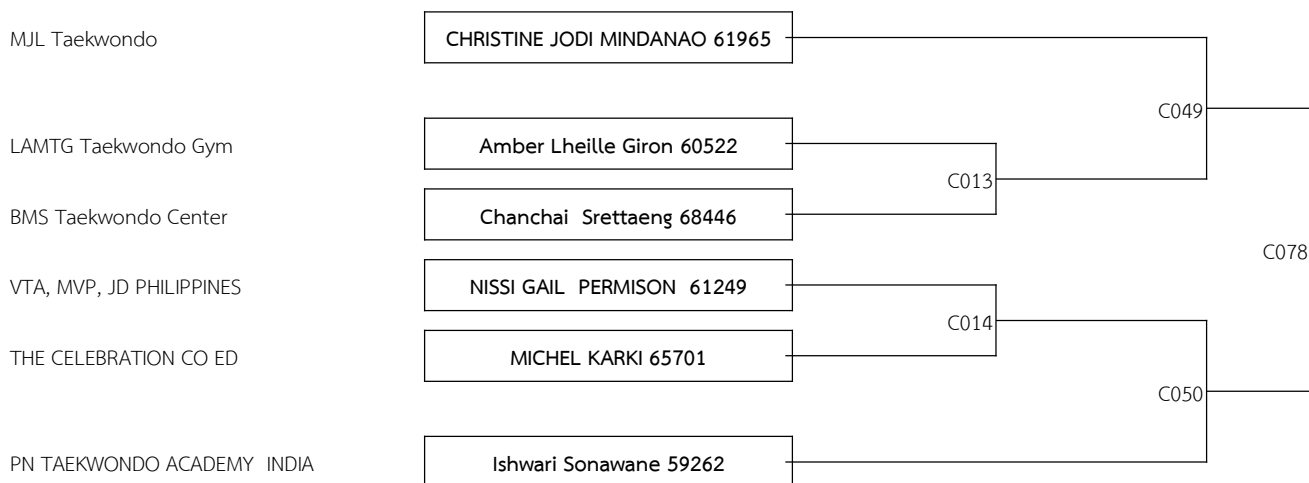 MJL Taekwondo CHRISTINE JODI MINDANAO 61965
C049
LAMTG Taekwondo Gym Amber Lheille Giron 60522
C013
BMS Taekwondo Center Chanchai  Srettaeng 68446
C078
VTA, MVP, JD PHILIPPINES NISSI GAIL  PERMISON  61249
C014
THE CELEBRATION CO ED MICHEL KARKI 65701
C050
PN TAEKWONDO ACADEMY  INDIA Ishwari Sonawane 59262